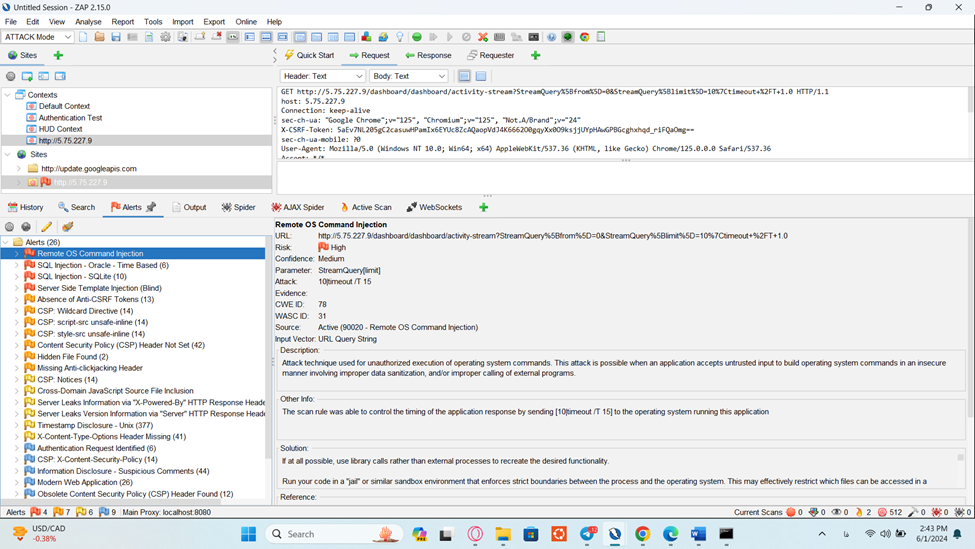 Untitled Session - ZAP 2.15.0
File Edit View Analyse Report Tools Import Export Online Help
ATTACK Mode
Sites
Quick Start Request Response Requester
Header: Text Body: Text
Contexts
Default Context
Authentication Test
HUD Context
http://5.75.227.9
Sites
http://update.googleapis.com
http://5.75.227.9
GET http://5.75.227.9/dashboard/dashboard/activity-stream?StreamQuery%5Bfrom%5D=0&StreamQuery%5Blimit%5D=10%7Ctimeout+%2FT+1.0 HTTP/1.1
host: 5.75.227.9
Connection: keep-alive
sec-ch-ua: "Google Chrome";v="125", "Chromium";v="125", "Not.A/Brand";v="24"
X-CSRF-Token: 5aEv7NL205gC2casuwHPamIx6EYUc8ZcAQaopVdJ4K6662O0gqyXx0O9ksjjUYpHAwGPBGcghxhqd_riFQaOmg==
sec-ch-ua-mobile: ?0
User-Agent: Mozilla/5.0 (Windows NT 10.0; Win64; x64) AppleWebKit/537.36 (KHTML, like Gecko) Chrome/125.0.0.0 Safari/537.36
Accept: */*
History Search Alerts Output Spider AJAX Spider Active Scan WebSockets
Alerts (26)
Remote OS Command Injection
SQL Injection - Oracle - Time Based (6)
SQL Injection - SQLite (10)
Server Side Template Injection (Blind)
Absence of Anti-CSRF Tokens (13)
CSP: Wildcard Directive (14)
CSP: script-src unsafe-inline (14)
CSP: style-src unsafe-inline (14)
Content Security Policy (CSP) Header Not Set (42)
Hidden File Found (2)
Missing Anti-clickjacking Header
CSP: Notices (14)
Cross-Domain JavaScript Source File Inclusion
Server Leaks Information via "X-Powered-By" HTTP Response Heade
Server Leaks Version Information via "Server" HTTP Response Heade
Timestamp Disclosure - Unix (377)
X-Content-Type-Options Header Missing (41)
Authentication Request Identified (6)
CSP: X-Content-Security-Policy (14)
Information Disclosure - Suspicious Comments (44)
Modern Web Application (26)
Obsolete Content Security Policy (CSP) Header Found (12)
Remote OS Command Injection
URL: http://5.75.227.9/dashboard/dashboard/activity-stream?StreamQuery%5Bfrom%5D=0&StreamQuery%5Blimit%5D=10%7Ctimeout+%2FT+1.0
Risk: High
Confidence: Medium
Parameter: StreamQuery[limit]
Attack: 10|timeout /T 15
Evidence:
CWE ID: 78
WASC ID: 31
Source: Active (90020 - Remote OS Command Injection)
Input Vector: URL Query String
Description:
Attack technique used for unauthorized execution of operating system commands. This attack is possible when an application accepts untrusted input to build operating system commands in an insecure
manner involving improper data sanitization, and/or improper calling of external programs.
Other Info:
The scan rule was able to control the timing of the application response by sending [10|timeout /T 15] to the operating system running this application
Solution:
If at all possible, use library calls rather than external processes to recreate the desired functionality.
Run your code in a "jail" or similar sandbox environment that enforces strict boundaries between the process and the operating system. This may effectively restrict which files can be accessed in a
Reference:
Alerts 4 7 6 9 Main Proxy: localhost:8080
Current Scans 0 0 0 2 512 0 0 0
USD/CAD
-0.38%
Search
2:43 PM
6/1/2024